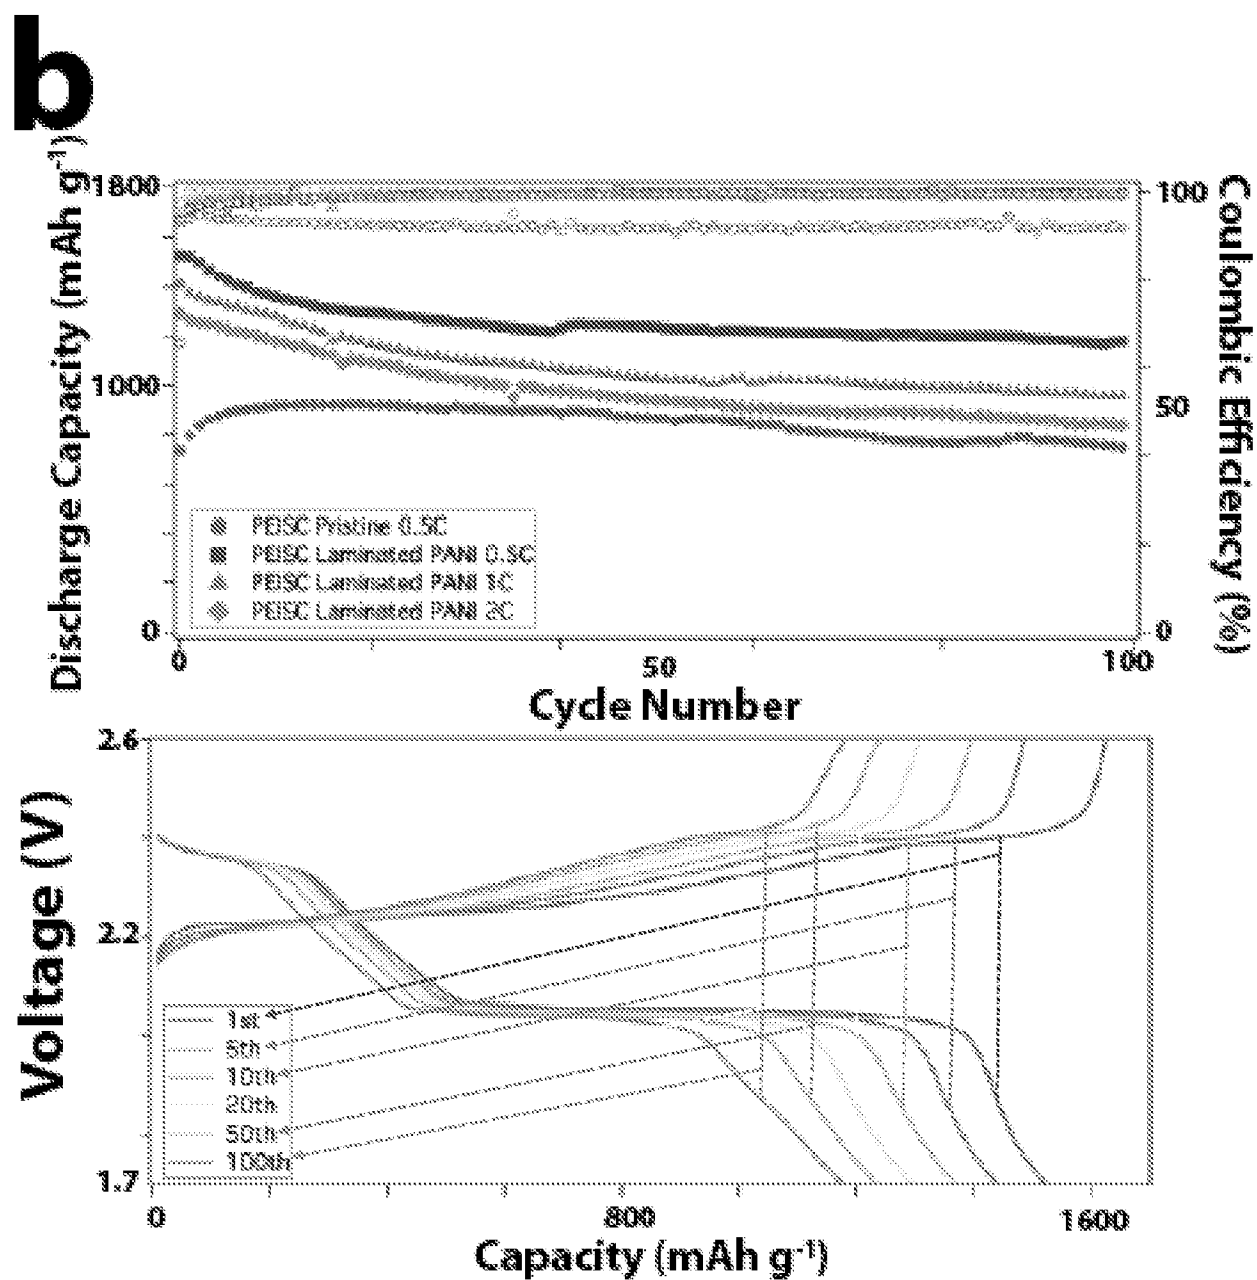 b
Discharge Capacity (mAh g-1)
1800
1000
0
100
50
0
Coulombic Efficiency (%)
PEISC Pristine 0.5C
PEISC Laminated PANI 0.5C
PEISC Laminated PANI 1C
PEISC Laminated PANI 2C
0
50
100
Cycle Number
Voltage (V)
2.6
2.2
1.7
1st
5th
10th
20th
50th
100th
0
800
1600
Capacity (mAh g-1)